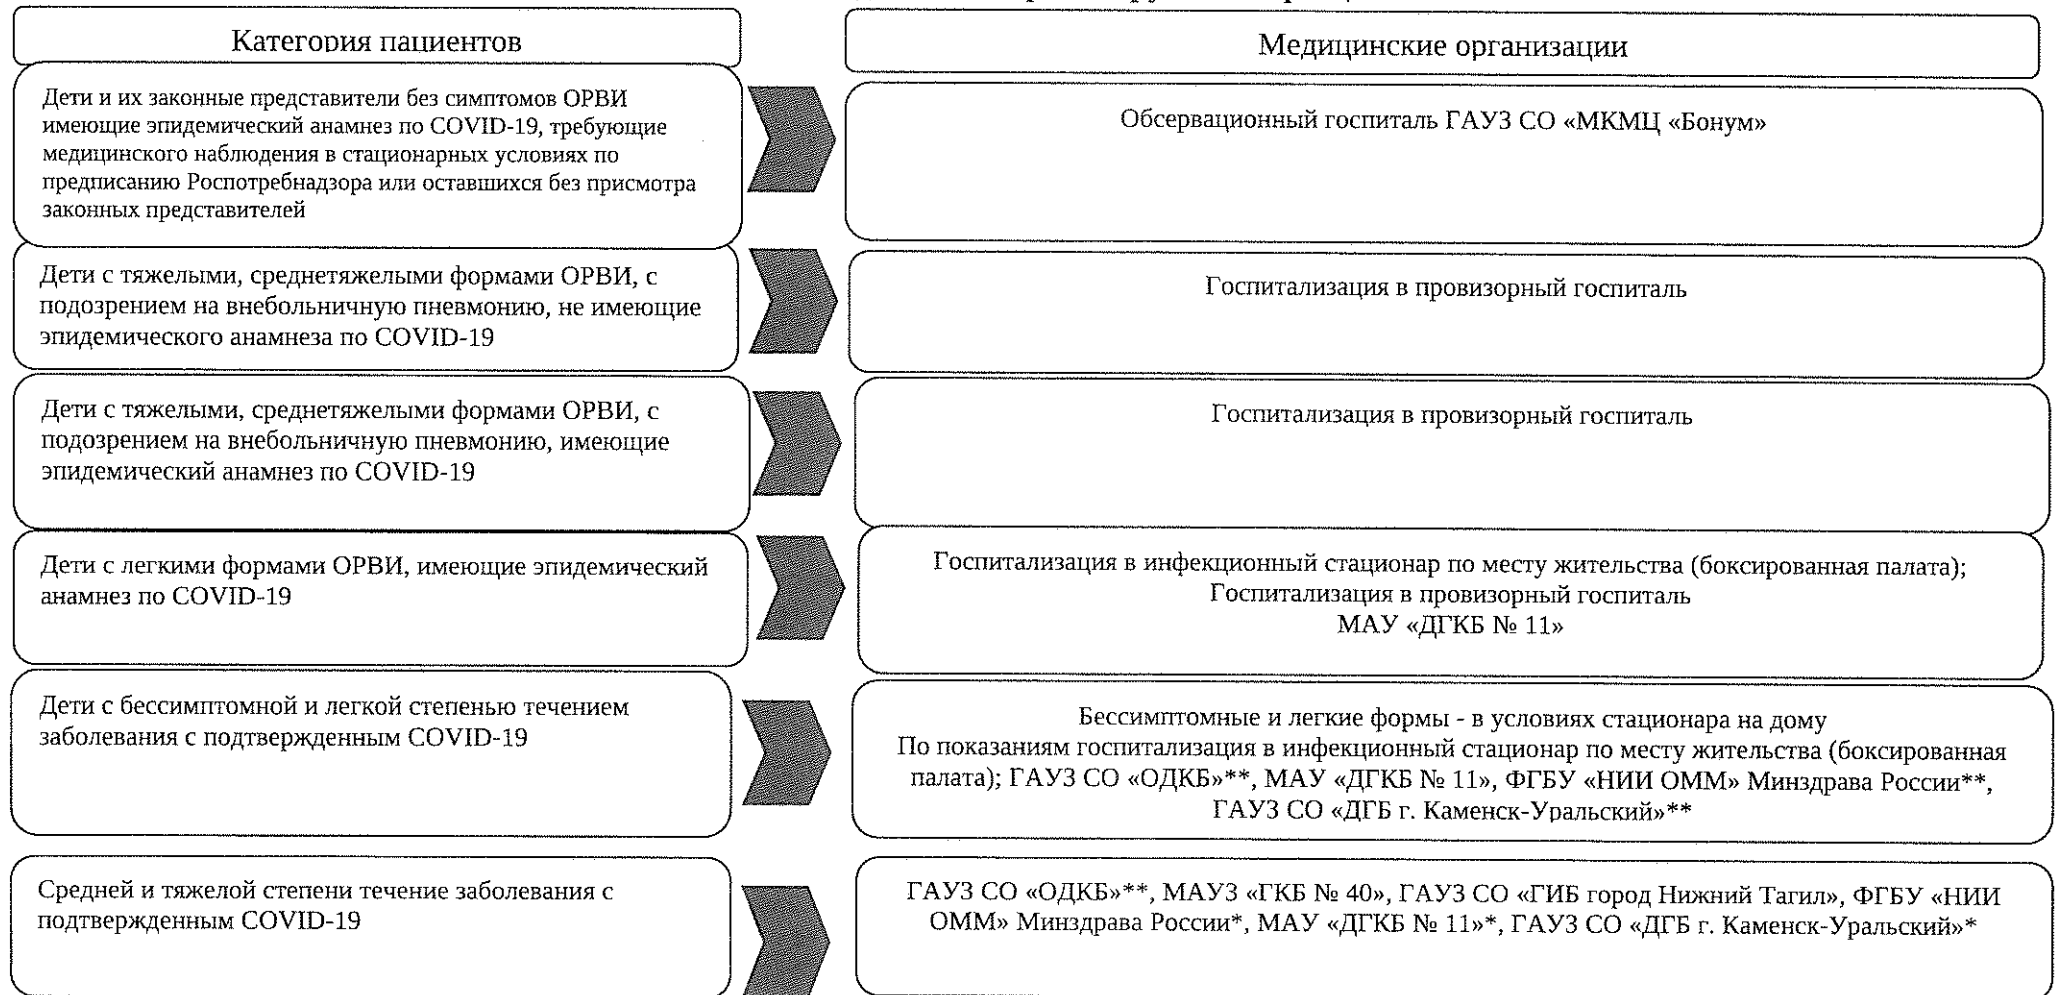 Категория пациентов
Медицинские организации
Дети и их законные представители без симптомов ОРВИ
имеющие эпидемический анамнез по COVID-19, требующие
медицинского наблюдения в стационарных условиях по
предписанию Роспотребнадзора или оставшихся без присмотра
законных представителей
Обсервационный госпиталь ГАУЗ СО «МКМЦ «Бонум»
Дети с тяжелыми, среднетяжелыми формами ОРВИ, с
подозрением на внебольничную пневмонию, не имеющие
эпидемического анамнеза по COVID-19
Госпитализация в провизорный госпиталь
Дети с тяжелыми, среднетяжелыми формами ОРВИ, с
подозрением на внебольничную пневмонию, имеющие
эпидемический анамнез по COVID-19
Госпитализация в провизорный госпиталь
Дети с легкими формами ОРВИ, имеющие эпидемический
анамнез по COVID-19
Госпитализация в инфекционный стационар по месту жительства (боксированная палата);
Госпитализация в провизорный госпиталь
МАУ «ДГКБ № 11»
Дети с бессимптомной и легкой степенью течением
заболевания с подтвержденным COVID-19
Бессимптомные и легкие формы - в условиях стационара на дому
По показаниям госпитализация в инфекционный стационар по месту жительства (боксированная
палата); ГАУЗ СО «ОДКБ»**, МАУ «ДГКБ № 11», ФГБУ «НИИ ОММ» Минздрава России**,
ГАУЗ СО «ДГБ г. Каменск-Уральский»**
Средней и тяжелой степени течение заболевания с
подтвержденным COVID-19
ГАУЗ СО «ОДКБ»**, МАУЗ «ГКБ № 40», ГАУЗ СО «ГИБ город Нижний Тагил», ФГБУ «НИИ
ОММ» Минздрава России*, МАУ «ДГКБ № 11»*, ГАУЗ СО «ДГБ г. Каменск-Уральский»*